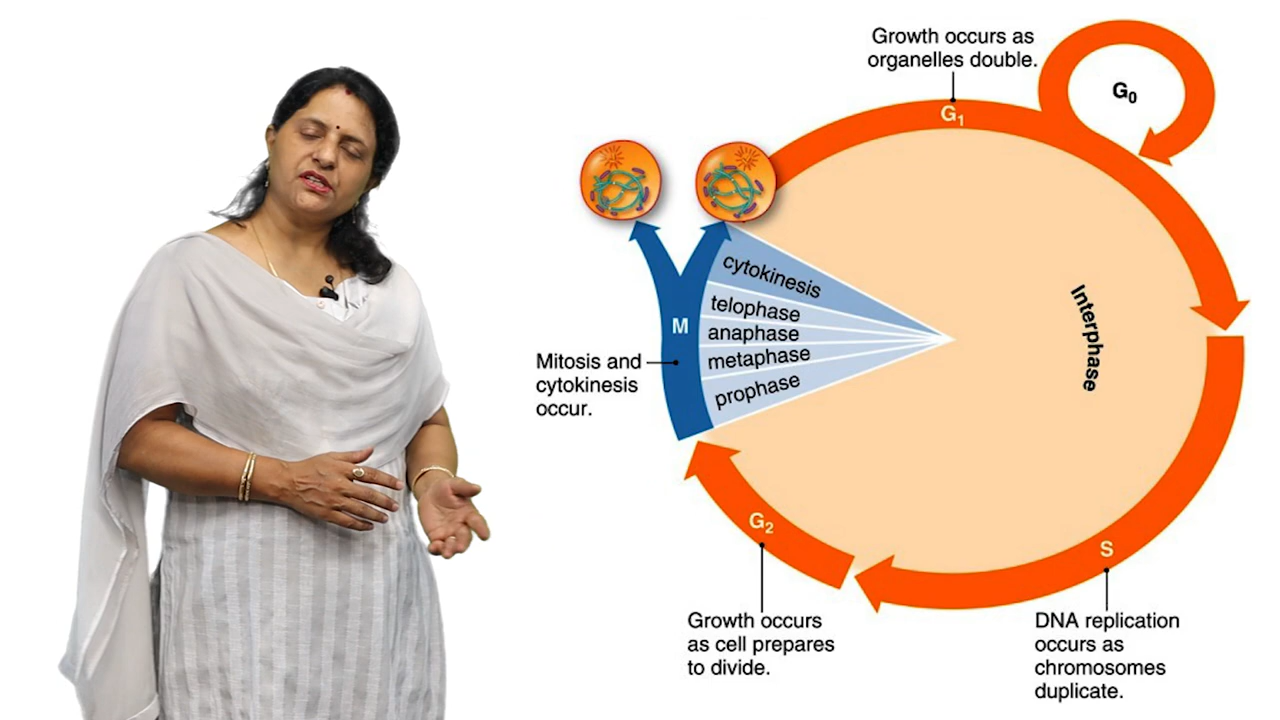 Growth occurs as
organelles double.
G₀
G₁
cytokinesis
telophase
anaphase
metaphase
prophase
M
Mitosis and
cytokinesis
occur.
Interphase
G₂
S
Growth occurs
as cell prepares
to divide.
DNA replication
occurs as
chromosomes
duplicate.